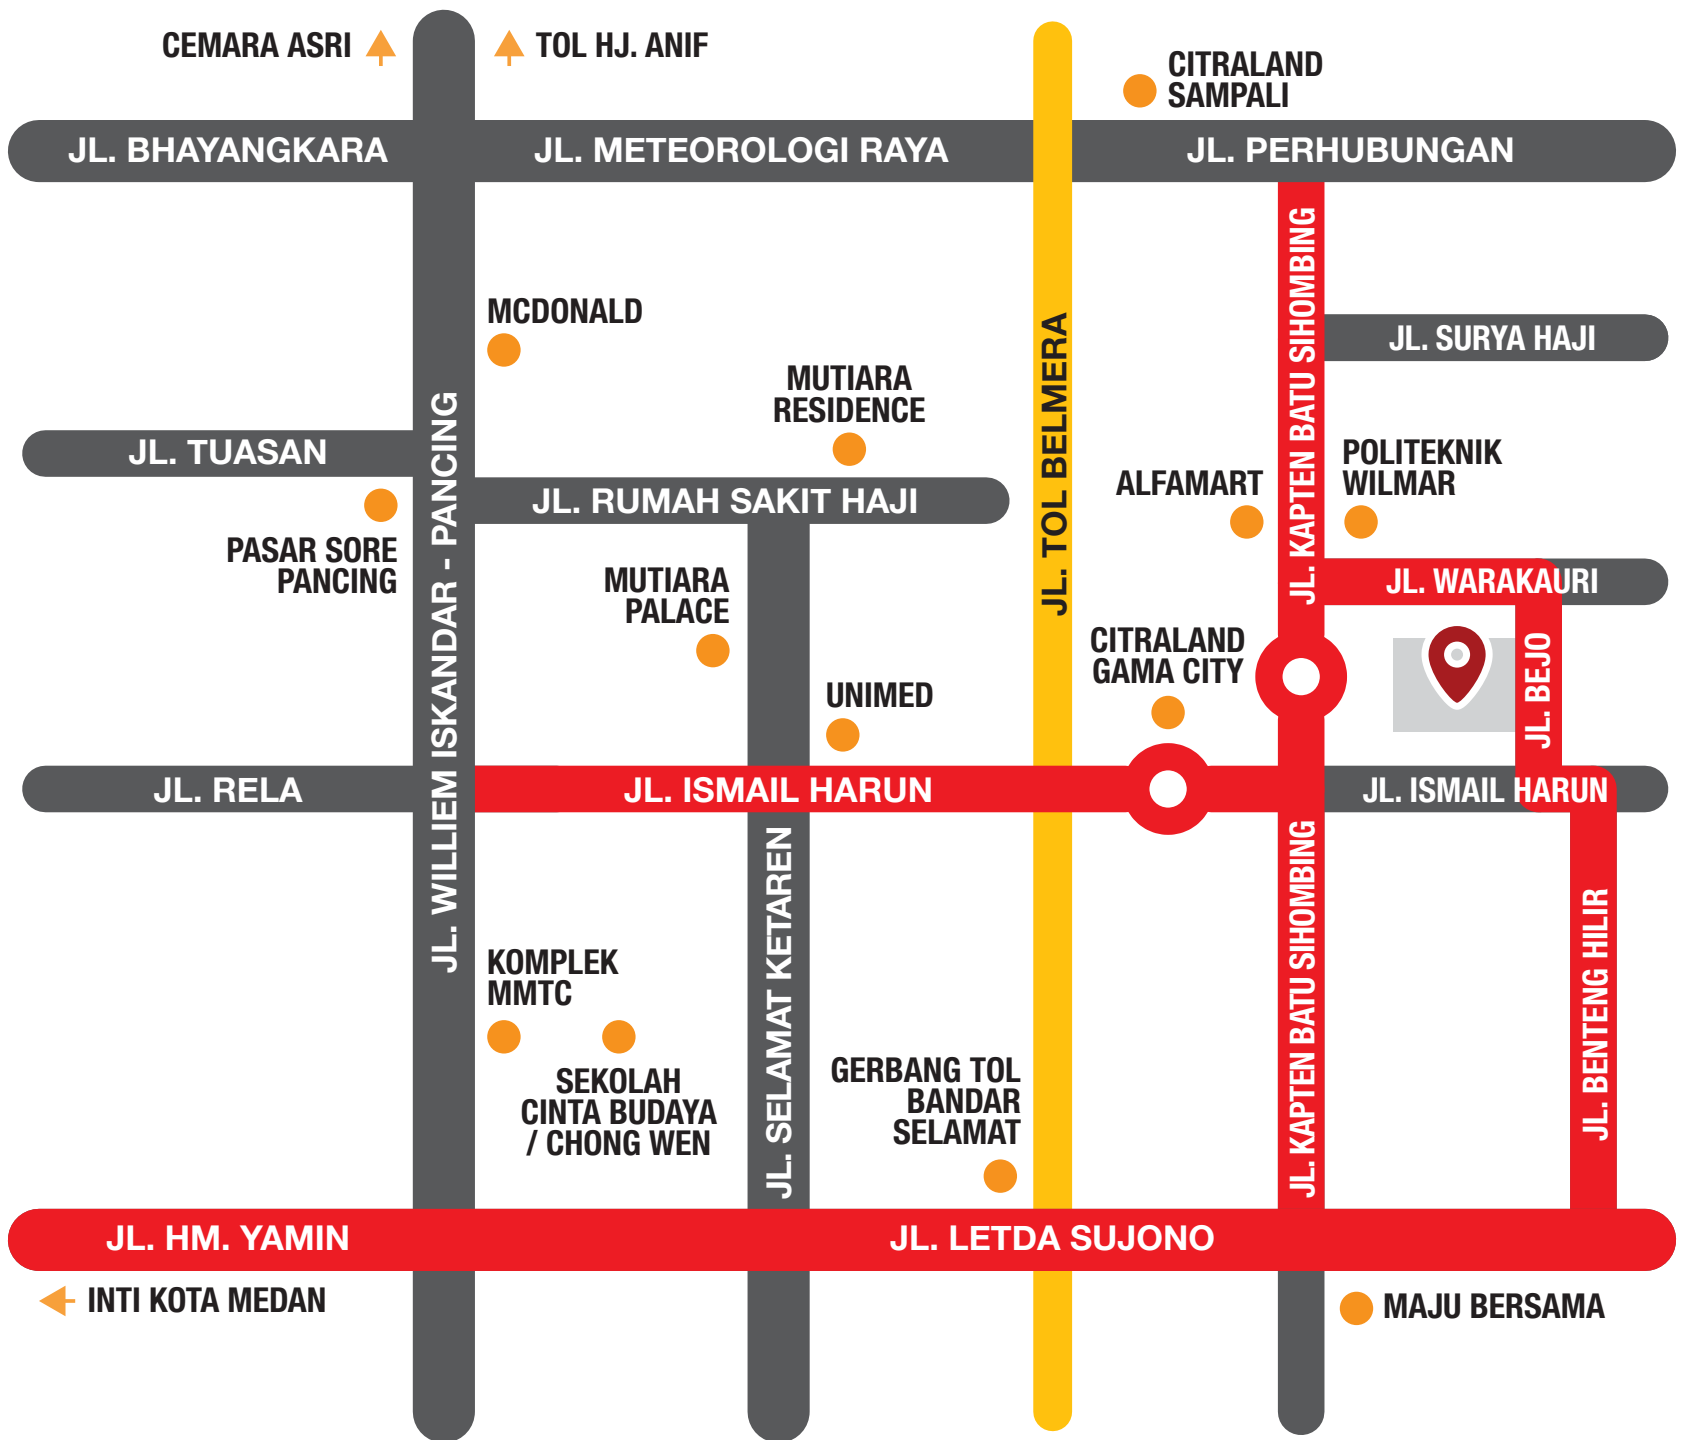 CEMARA ASRI
TOL HJ. ANIF
CITRALAND
SAMPALI
JL. BHAYANGKARA
JL. METEOROLOGI RAYA
JL. PERHUBUNGAN
JL. KAPTEN BATU SIHOMBING
MCDONALD
JL. SURYA HAJI
JL. TOL BELMERA
MUTIARA
RESIDENCE
JL. WILLIEM ISKANDAR - PANCING
JL. TUASAN
ALFAMART
POLITEKNIK
WILMAR
JL. RUMAH SAKIT HAJI
PASAR SORE
PANCING
MUTIARA
PALACE
JL. WARAKAURI
CITRALAND
GAMA CITY
JL. BEJO
UNIMED
JL. RELA
JL. ISMAIL HARUN
JL. ISMAIL HARUN
JL. SELAMAT KETAREN
JL. KAPTEN BATU SIHOMBING
JL. BENTENG HILIR
KOMPLEK
MMTC
SEKOLAH
CINTA BUDAYA
/ CHONG WEN
GERBANG TOL
BANDAR
SELAMAT
JL. HM. YAMIN
JL. LETDA SUJONO
INTI KOTA MEDAN
MAJU BERSAMA